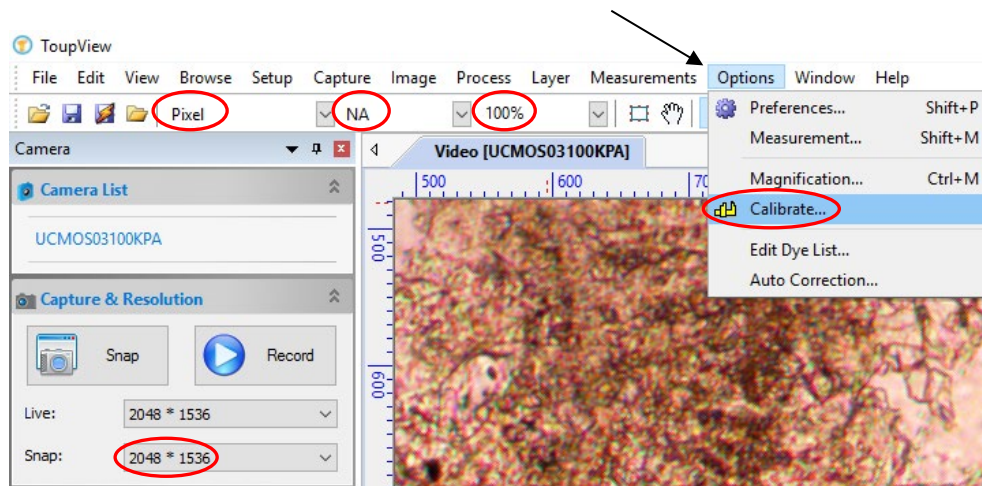 ToupView
File Edit View Browse Setup Capture Image Process Layer Measurements Options Window Help
Pixel NA 100%
Preferences... Shift+P
Measurement... Shift+M
Magnification... Ctrl+M
Calibrate...
Edit Dye List...
Auto Correction...
Camera
Video [UCMOS03100KPA]
Camera List
500 600 70
UCMOS03100KPA
500
Capture & Resolution
Snap Record
600
Live: 2048 * 1536
Snap: 2048 * 1536